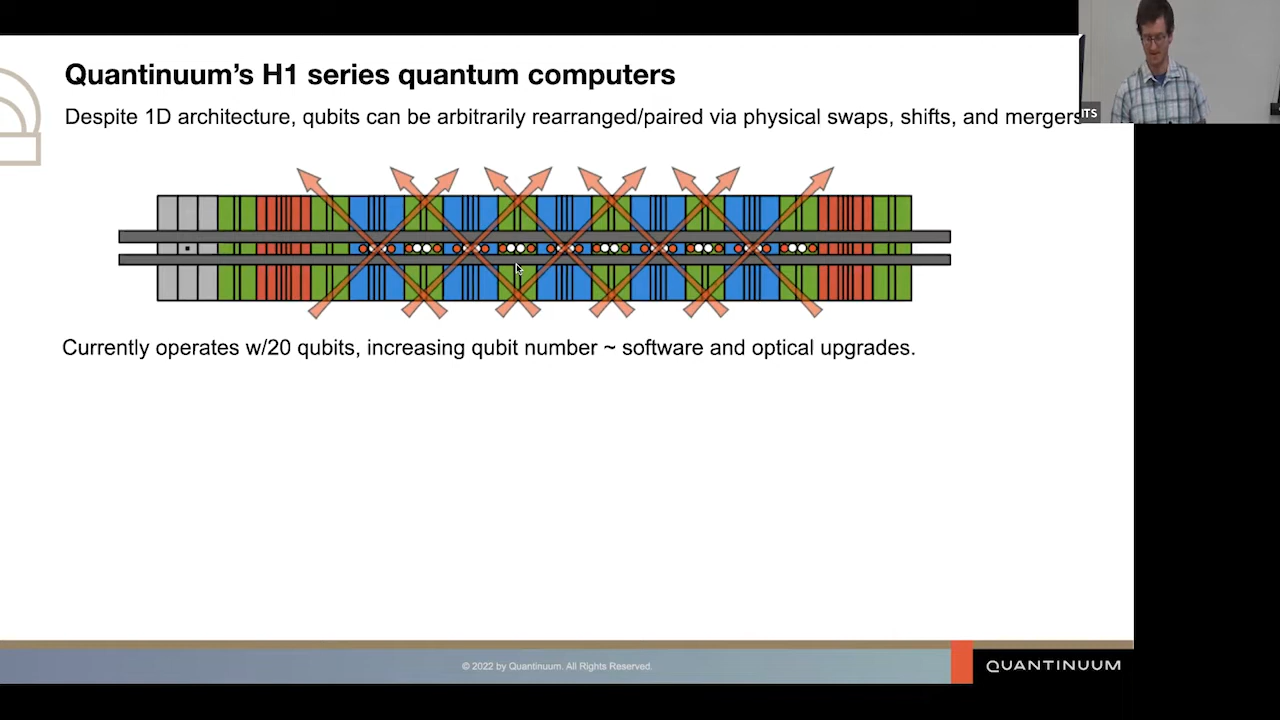 Quantinuum's H1 series quantum computers
Despite 1D architecture, qubits can be arbitrarily rearranged/paired via physical swaps, shifts, and mergers
ITS
Currently operates w/20 qubits, increasing qubit number ~ software and optical upgrades.
© 2022 by Quantinuum. All Rights Reserved.
QUANTINUUM